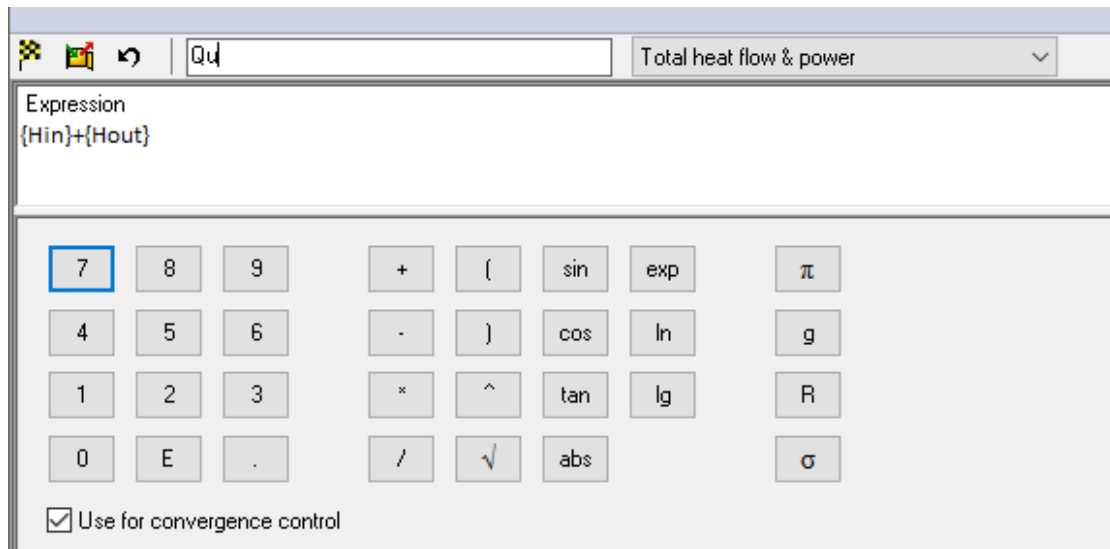 Qu Total heat flow & power
Expression
{Hin}+{Hout}
7 8 9 + ( sin exp π
4 5 6 - ) cos ln g
1 2 3 * ^ tan lg R
0 E . / √ abs σ
Use for convergence control